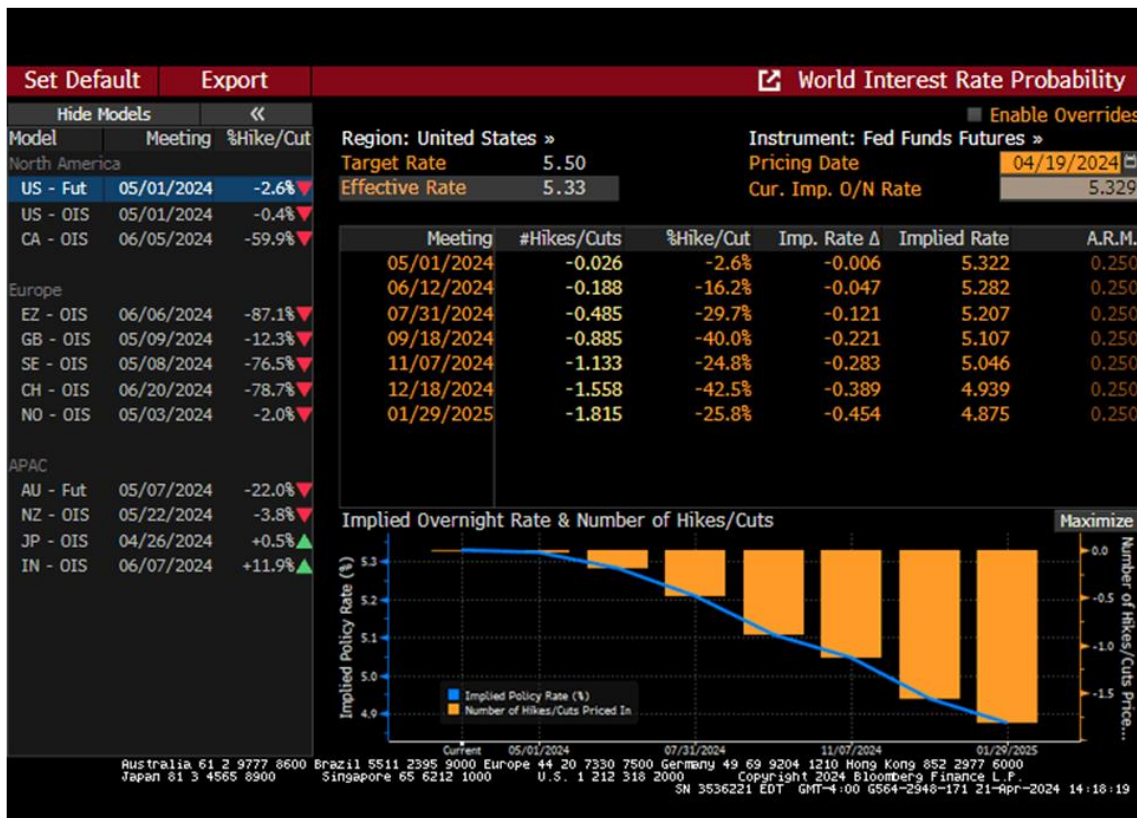 Set Default Export World Interest Rate Probability
Hide Models « Enable Overrides
Model Meeting %Hike/Cut
North America
US - Fut 05/01/2024 -2.6%
US - OIS 05/01/2024 -0.4%
CA - OIS 06/05/2024 -59.9%
Europe
EZ - OIS 06/06/2024 -87.1%
GB - OIS 05/09/2024 -12.3%
SE - OIS 05/08/2024 -76.5%
CH - OIS 06/20/2024 -78.7%
NO - OIS 05/03/2024 -2.0%
APAC
AU - Fut 05/07/2024 -22.0%
NZ - OIS 05/22/2024 -3.8%
JP - OIS 04/26/2024 +0.5%
IN - OIS 06/07/2024 +11.9%
Region: United States » Instrument: Fed Funds Futures »
Target Rate 5.50 Pricing Date 04/19/2024
Effective Rate 5.33 Cur. Imp. O/N Rate 5.329
Meeting #Hikes/Cuts %Hike/Cut Imp. Rate Δ Implied Rate A.R.M.
05/01/2024 -0.026 -2.6% -0.006 5.322 0.250
06/12/2024 -0.188 -16.2% -0.047 5.282 0.250
07/31/2024 -0.485 -29.7% -0.121 5.207 0.250
09/18/2024 -0.885 -40.0% -0.221 5.107 0.250
11/07/2024 -1.133 -24.8% -0.283 5.046 0.250
12/18/2024 -1.558 -42.5% -0.389 4.939 0.250
01/29/2025 -1.815 -25.8% -0.454 4.875 0.250
Implied Overnight Rate & Number of Hikes/Cuts Maximize
Implied Policy Rate (%)
5.3
5.2
5.1
5.0
4.9
Implied Policy Rate (%)
Number of Hikes/Cuts Priced In
0.0
-0.5
-1.0
-1.5
Number of Hikes/Cuts Price...
Current 05/01/2024 07/31/2024 11/07/2024 01/29/2025
Australia 61 2 9777 8600 Brazil 5511 2395 9000 Europe 44 20 7330 7500 Germany 49 69 9204 1210 Hong Kong 852 2977 6000
Japan 81 3 4565 8900 Singapore 65 6212 1000 U.S. 1 212 318 2000 Copyright 2024 Bloomberg Finance L.P.
SN 3536221 EDT GMT-4:00 G564-2948-171 21-Apr-2024 14:18:19